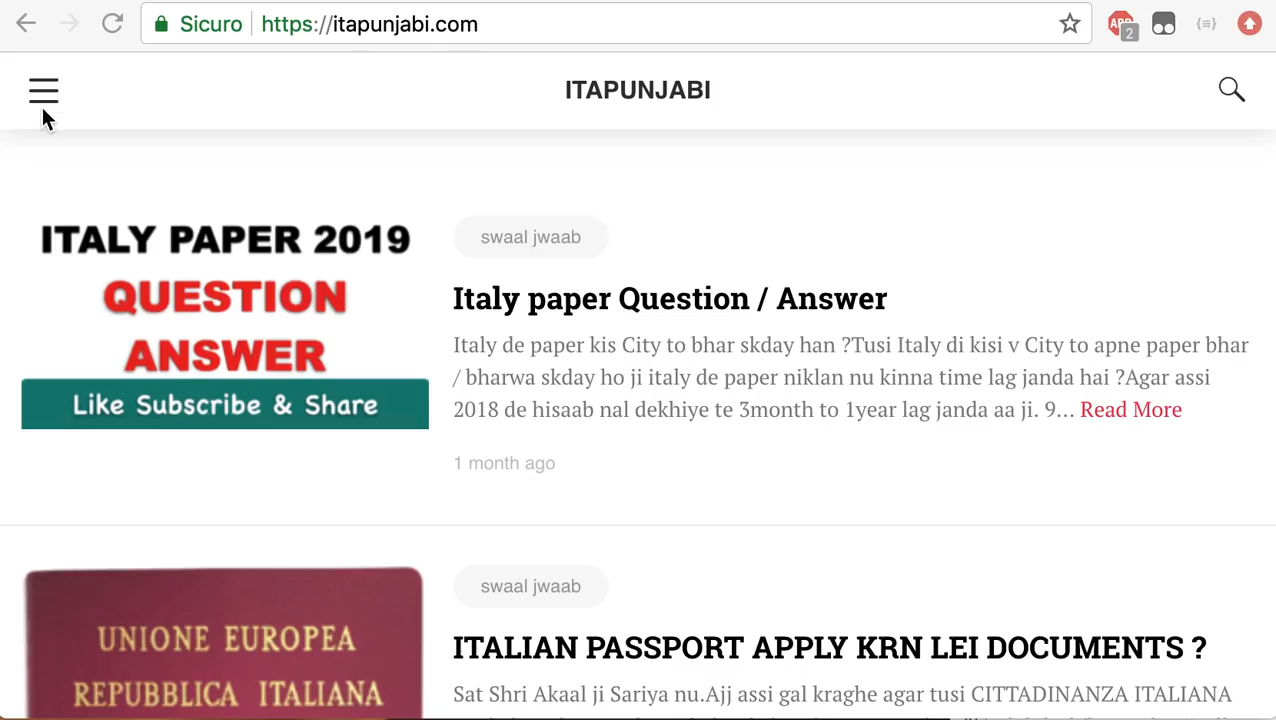 Sicuro https://itapunjabi.com
ABP 2
ITAPUNJABI
ITALY PAPER 2019
QUESTION
ANSWER
Like Subscribe & Share
swaal jwaab
Italy paper Question / Answer
Italy de paper kis City to bhar skday han ?Tusi Italy di kisi v City to apne paper bhar
/ bharwa skday ho ji italy de paper niklan nu kinna time lag janda hai ?Agar assi
2018 de hisaab nal dekhiye te 3month to 1year lag janda aa ji. 9... Read More
1 month ago
UNIONE EUROPEA
REPUBBLICA ITALIANA
swaal jwaab
ITALIAN PASSPORT APPLY KRN LEI DOCUMENTS ?
Sat Shri Akaal ji Sariya nu.Ajj assi gal kraghe agar tusi CITTADINANZA ITALIANA